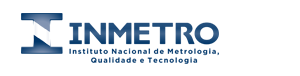 INMETRO
Instituto Nacional de Metrologia,
Qualidade e Tecnologia